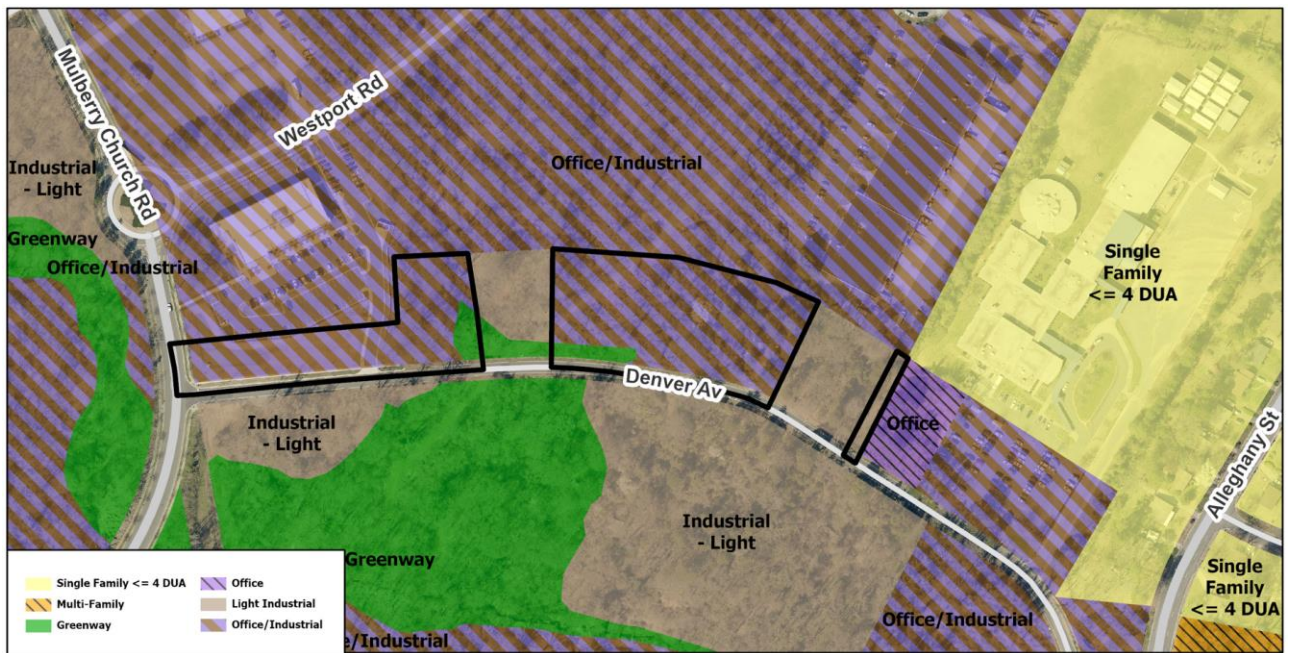 Mulberry Church Rd
Westport Rd
Industrial
- Light
Office/Industrial
Greenway
Office/Industrial
Single
Family
<= 4 DUA
Denver Av
Industrial
- Light
Office
Alleghany St
Industrial
- Light
Greenway
Single
Family
<= 4 DUA
Office/Industrial
e/Industrial
Single Family <= 4 DUA
Multi-Family
Greenway
Office
Light Industrial
Office/Industrial